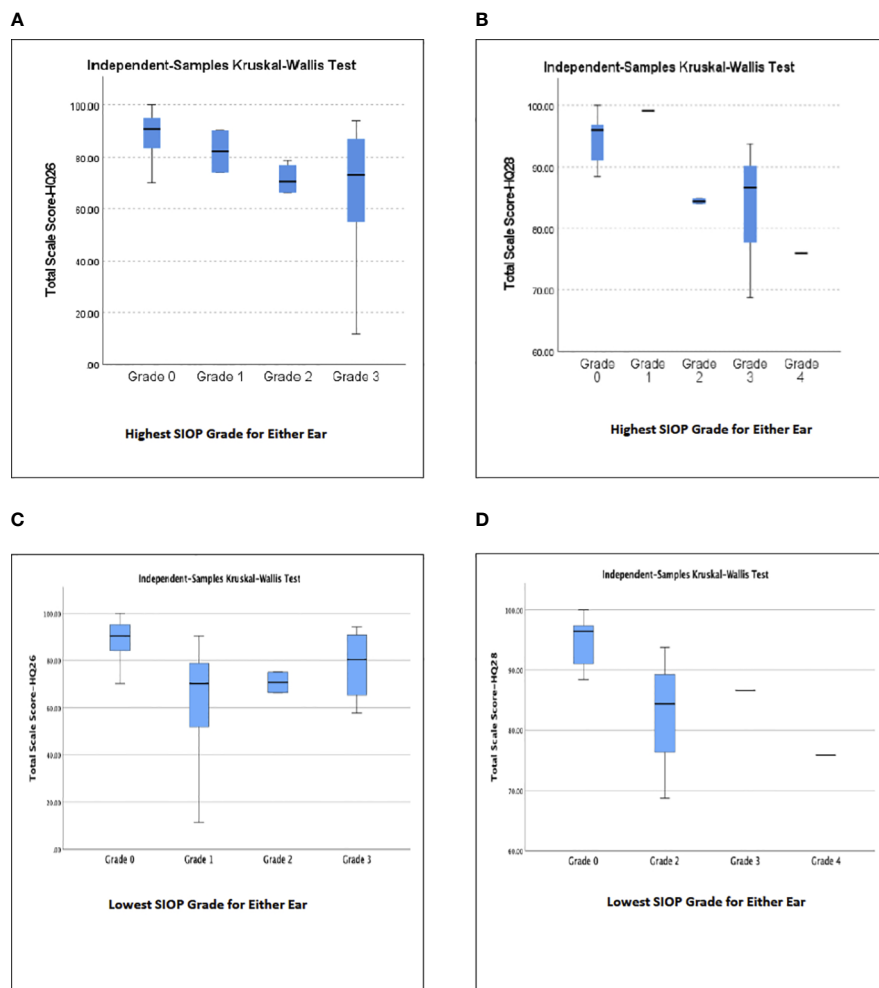 A
Independent-Samples Kruskal-Wallis Test
Total Scale Score-HQ26
100.00
80.00
60.00
40.00
20.00
.00
Grade 0 Grade 1 Grade 2 Grade 3
Highest SIOP Grade for Either Ear
B
Independent-Samples Kruskal-Wallis Test
Total Scale Score-HQ28
100.00
90.00
80.00
70.00
60.00
Grade Grade Grade Grade Grade
0 1 2 3 4
Highest SIOP Grade for Either Ear
C
Independent-Samples Kruskal-Wallis Test
Total Scale Score-HQ26
100.00
80.00
60.00
40.00
20.00
.00
Grade 0 Grade 1 Grade 2 Grade 3
Lowest SIOP Grade for Either Ear
D
Independent-Samples Kruskal-Wallis Test
Total Scale Score-HQ28
100.00
90.00
80.00
70.00
60.00
Grade 0 Grade 2 Grade 3 Grade 4
Lowest SIOP Grade for Either Ear